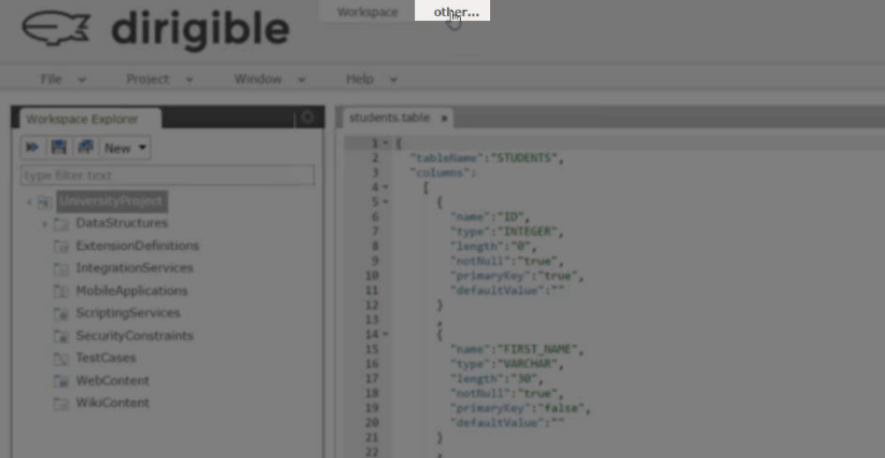 dirigible
Workspace other...
File Project Window Help
Workspace Explorer
New
type filter text
UniversityProject
DataStructures
ExtensionDefinitions
IntegrationServices
MobileApplications
ScriptingServices
SecurityConstraints
TestCases
WebContent
WikiContent
students.table x
1 {
2 "tableName":"STUDENTS",
3 "columns":
4 [
5 {
6 "name":"ID",
7 "type":"INTEGER",
8 "length":"0",
9 "notNull":"true",
10 "primaryKey":"true",
11 "defaultValue":""
12 }
13 ,
14 {
15 "name":"FIRST_NAME",
16 "type":"VARCHAR",
17 "length":"30",
18 "notNull":"true",
19 "primaryKey":"false",
20 "defaultValue":""
21 }
22 ,